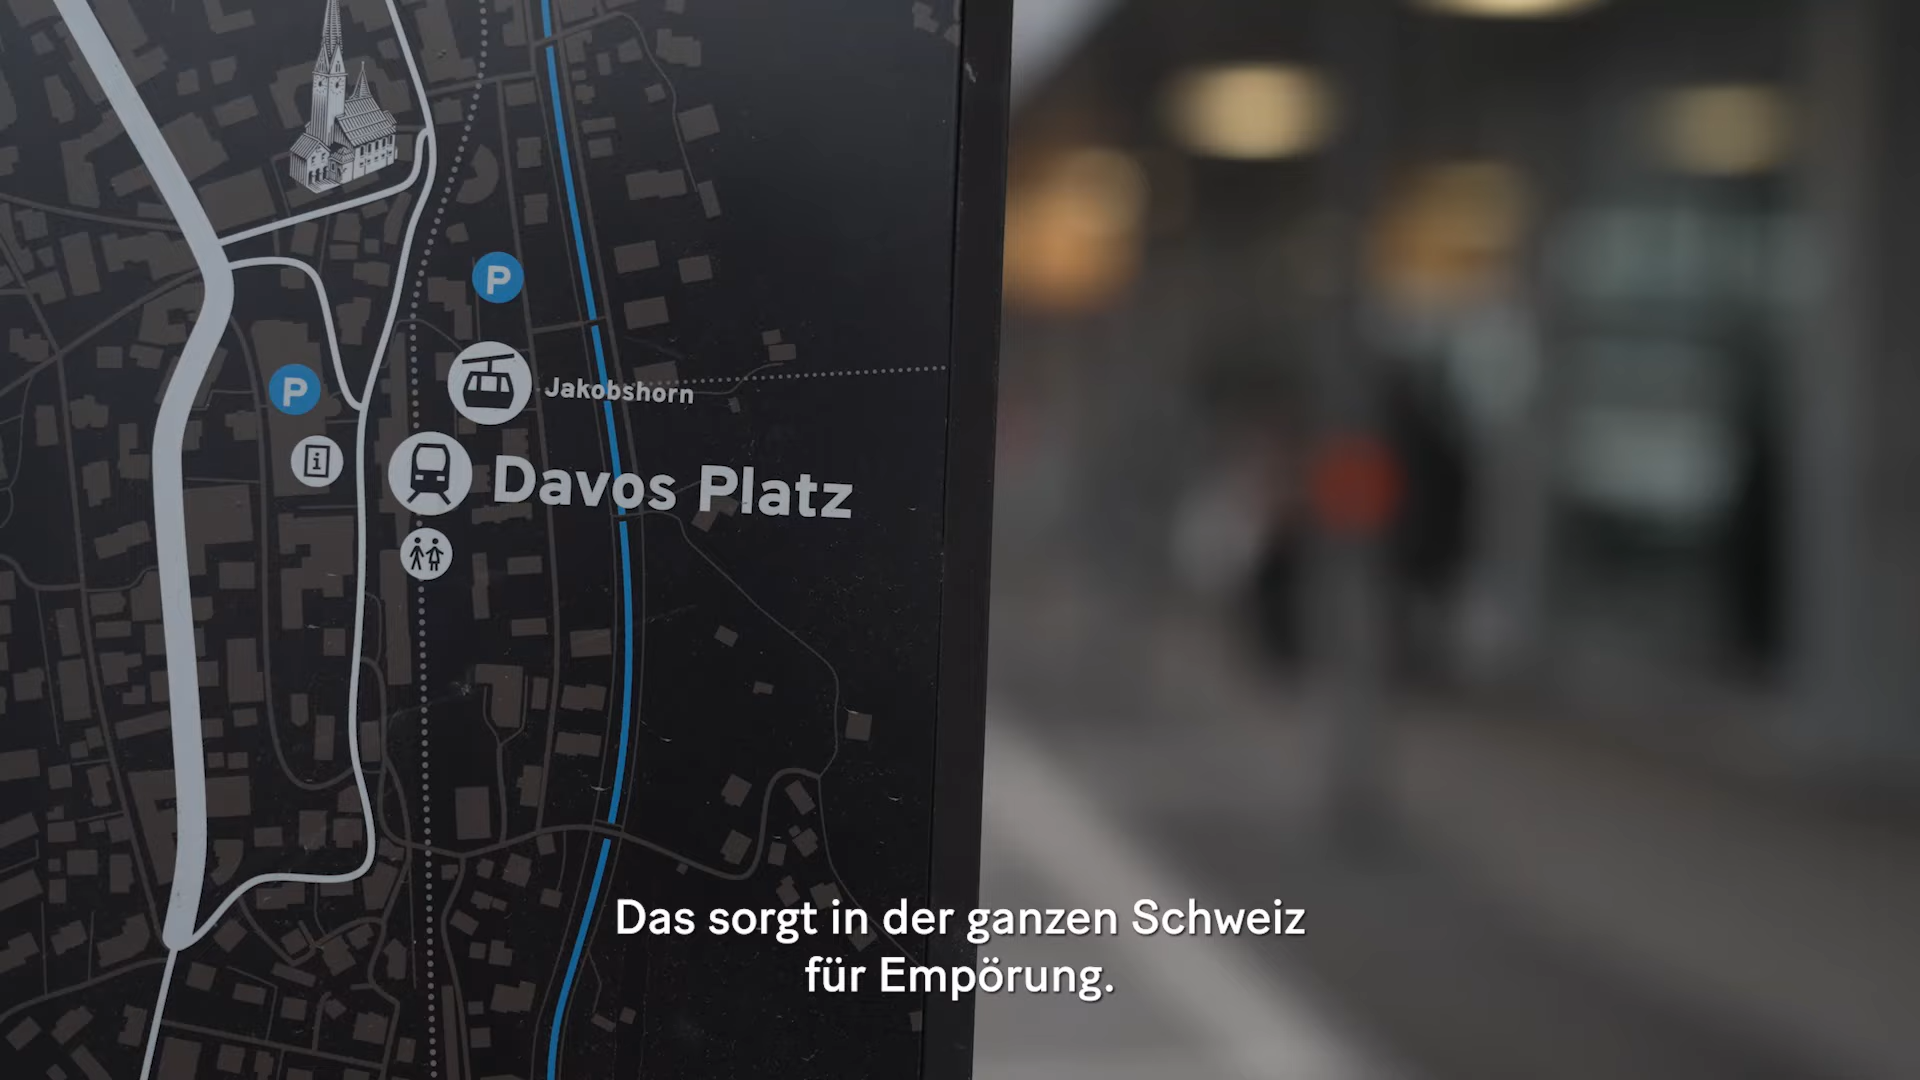 P
Jakobshorn
P
i
Davos Platz
Das sorgt in der ganzen Schweiz
für Empörung.